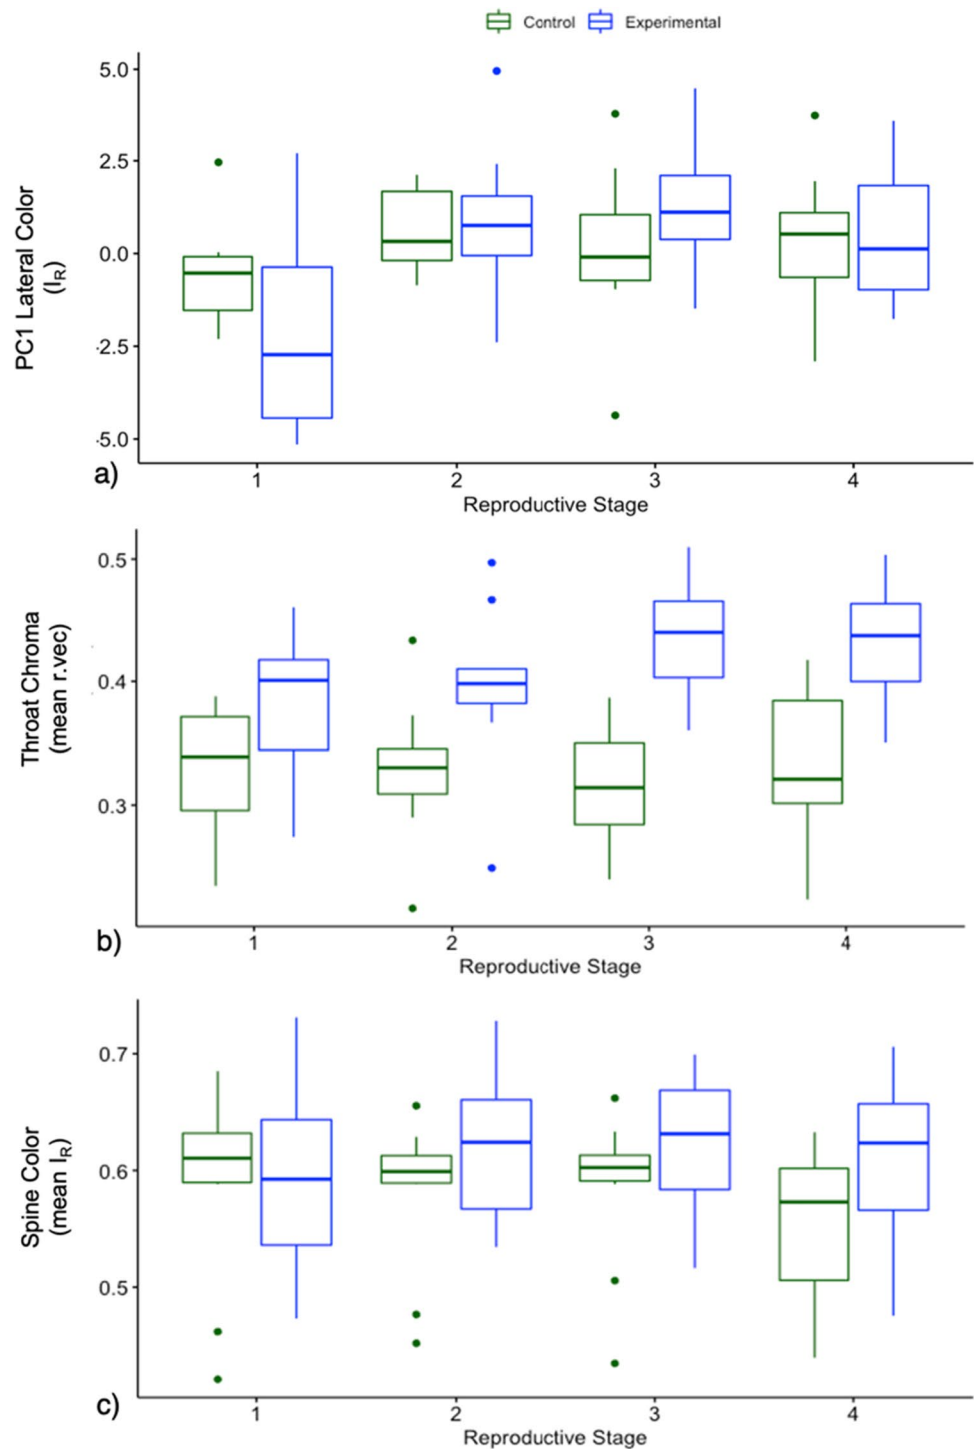 Control Experimental
PC1 Lateral Color
(IR)
5.0
2.5
0.0
-2.5
-5.0
a)
1 2 3 4
Reproductive Stage
Throat Chroma
(mean r.vec)
0.5
0.4
0.3
b)
1 2 3 4
Reproductive Stage
Spine Color
(mean IR)
0.7
0.6
0.5
c)
1 2 3 4
Reproductive Stage